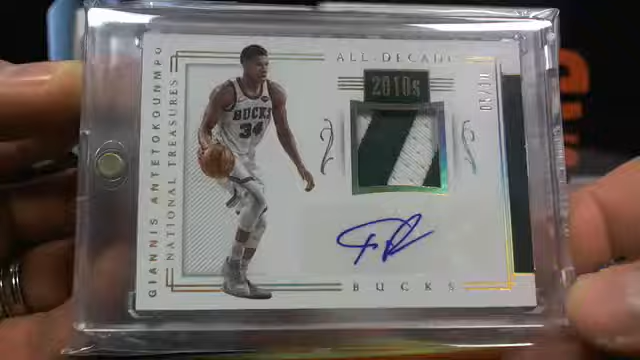 GIANNIS ANTETOKOUNMPO
NATIONAL TREASURES
ALL-DECADE
2010s
BUCKS
34
BUCKS